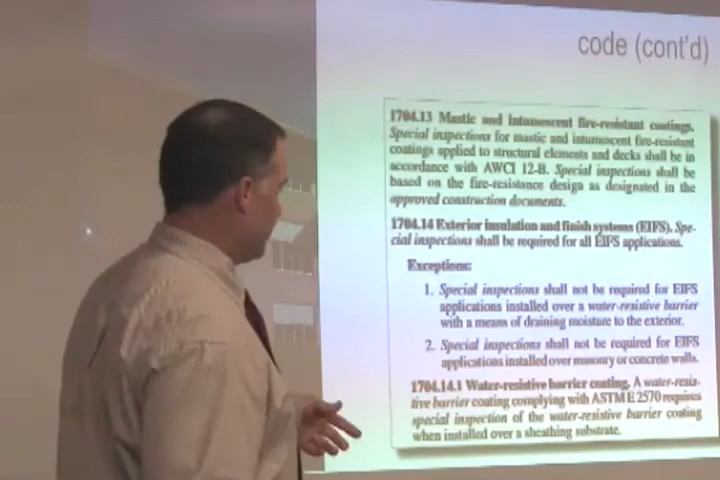 code (cont'd)
1704.13 Mastic and intumescent fire-resistant coatings.
Special inspections for mastic and intumescent fire-resistant
coatings applied to structural elements and decks shall be in
accordance with AWCI 12-B. Special inspections shall be
based on the fire-resistance design as designated in the
approved construction documents.
1704.14 Exterior insulation and finish systems (EIFS). Spe-
cial inspections shall be required for all EIFS applications.
Exceptions:
1. Special inspections shall not be required for EIFS
applications installed over a water-resistive barrier
with a means of draining moisture to the exterior.
2. Special inspections shall not be required for EIFS
applications installed over masonry or concrete walls.
1704.14.1 Water-resistive barrier coating. A water-resis-
tive barrier coating complying with ASTM E 2570 requires
special inspection of the water-resistive barrier coating
when installed over a sheathing substrate.